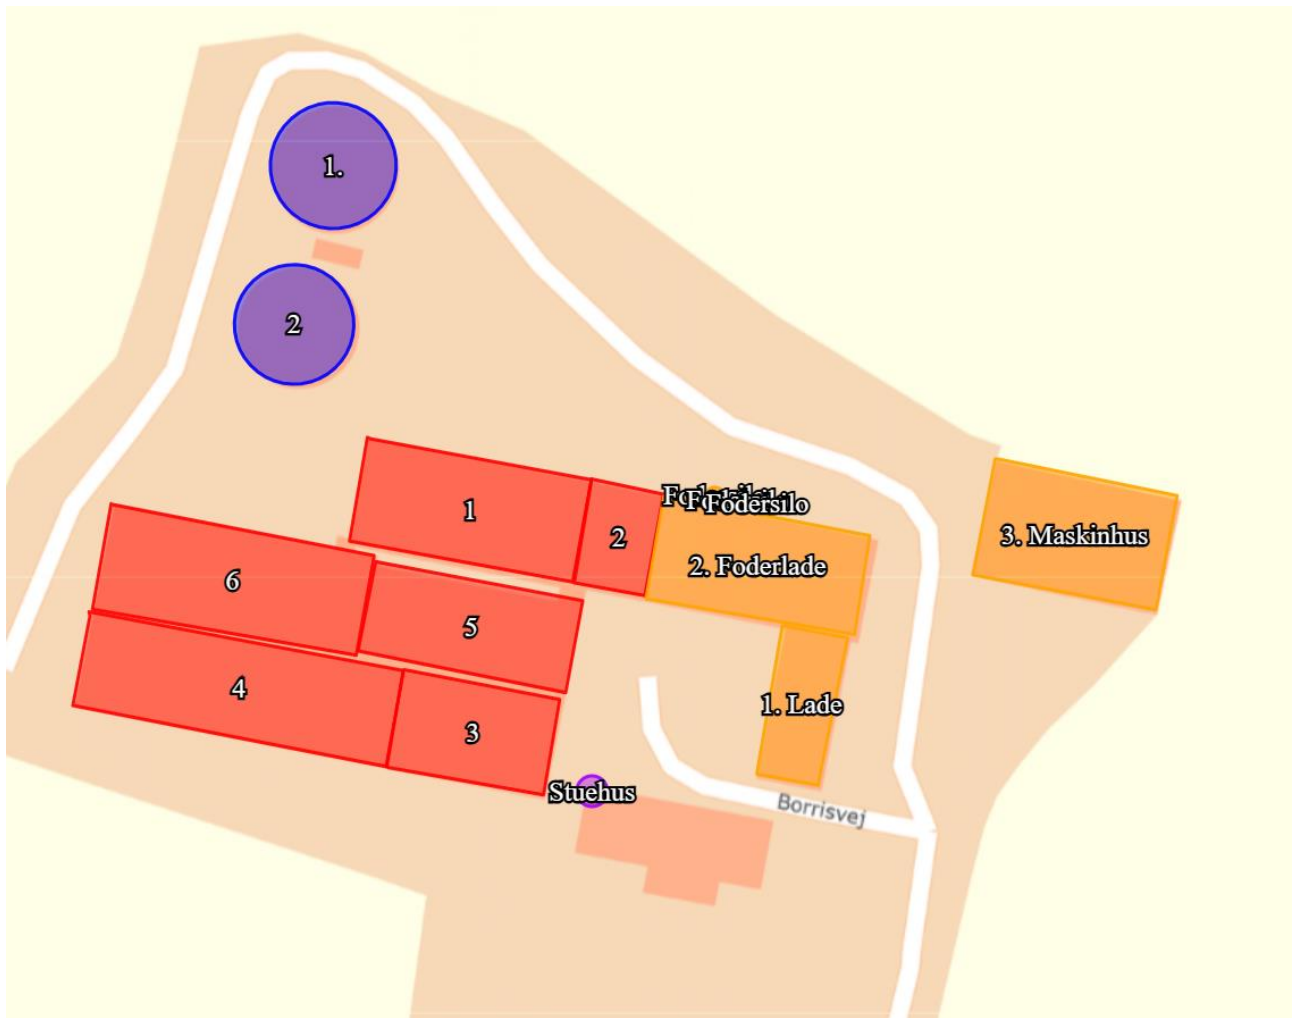 1.
2
1
2
Fodersilo
2. Foderlade
3. Maskinhus
6
5
4
3
1. Lade
Stuehus
Borrisvej